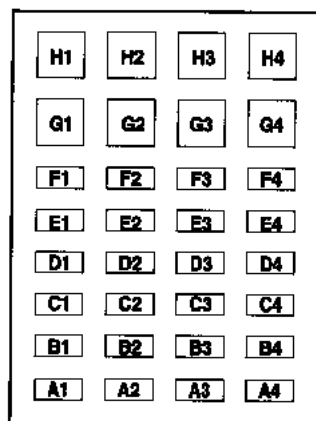 H1 H2 H3 H4
G1 G2 G3 G4
F1 F2 F3 F4
E1 E2 E3 E4
D1 D2 D3 D4
C1 C2 C3 C4
B1 B2 B3 B4
A1 A2 A3 A4